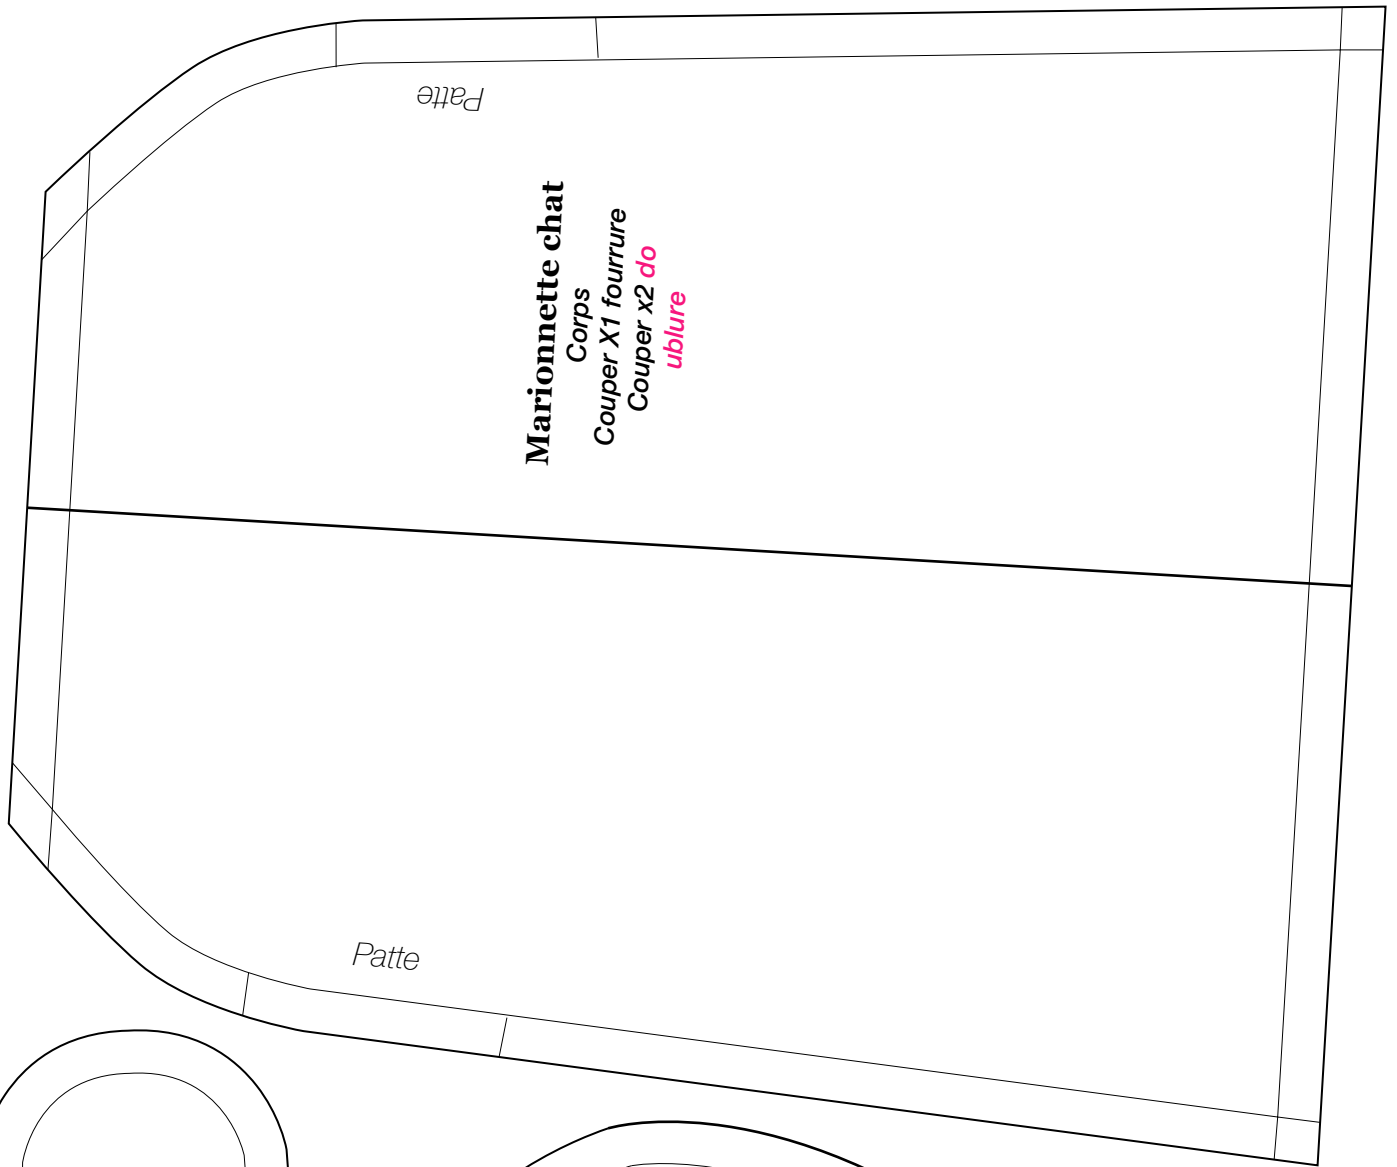 Patte
Marionnette chat
Corps
Couper X1 fourrure
Couper x2 do
ublure
Patte